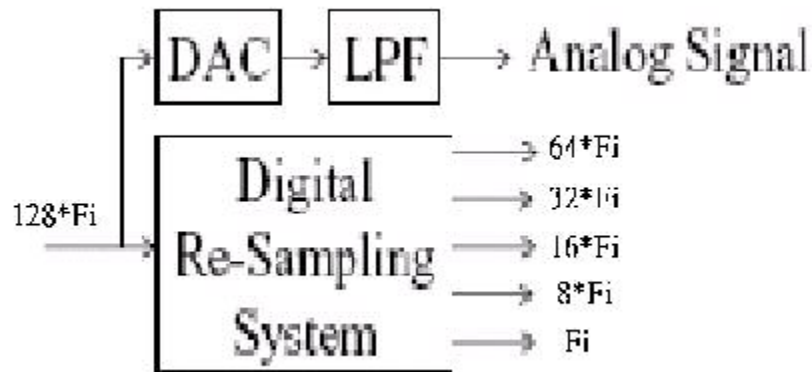 DAC
LPF
Analog Signal
128*Fi
Digital
Re-Sampling
System
64*Fi
32*Fi
16*Fi
8*Fi
Fi